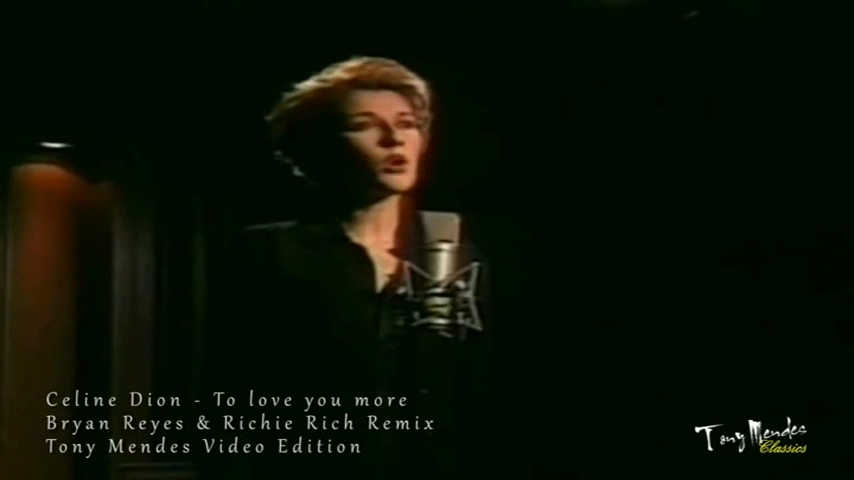 Celine Dion - To love you more
Bryan Reyes & Richie Rich Remix
Tony Mendes Video Edition
Tony Mendes
Classics